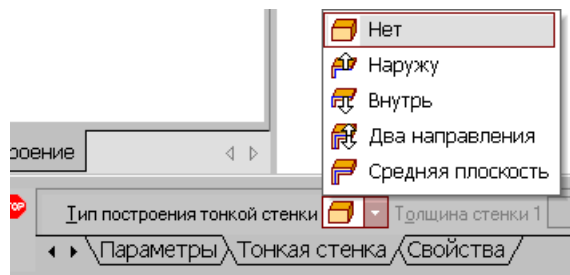 Нет
Наружу
Внутрь
Два направления
Средняя плоскость
роение
STOP
Тип построения тонкой стенки
Толщина стенки 1
Параметры Тонкая стенка Свойства